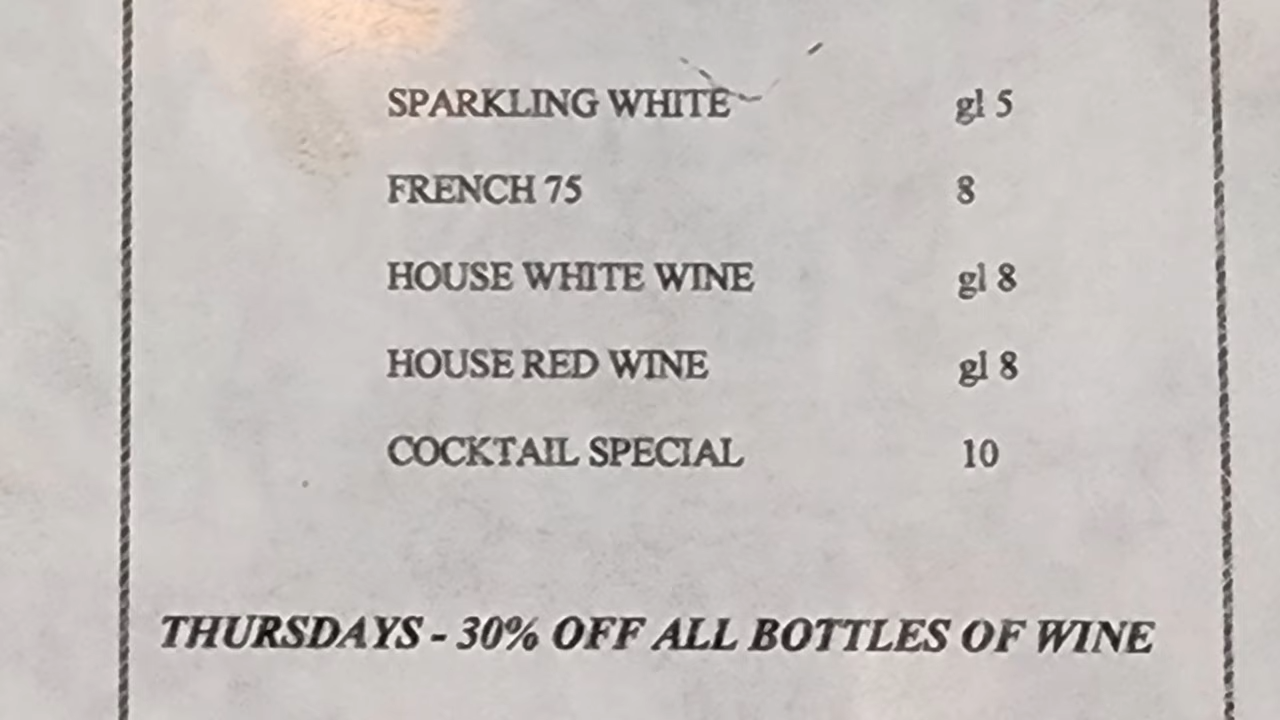 SPARKLING WHITE gl 5
FRENCH 75 8
HOUSE WHITE WINE gl 8
HOUSE RED WINE gl 8
COCKTAIL SPECIAL 10
THURSDAYS - 30% OFF ALL BOTTLES OF WINE